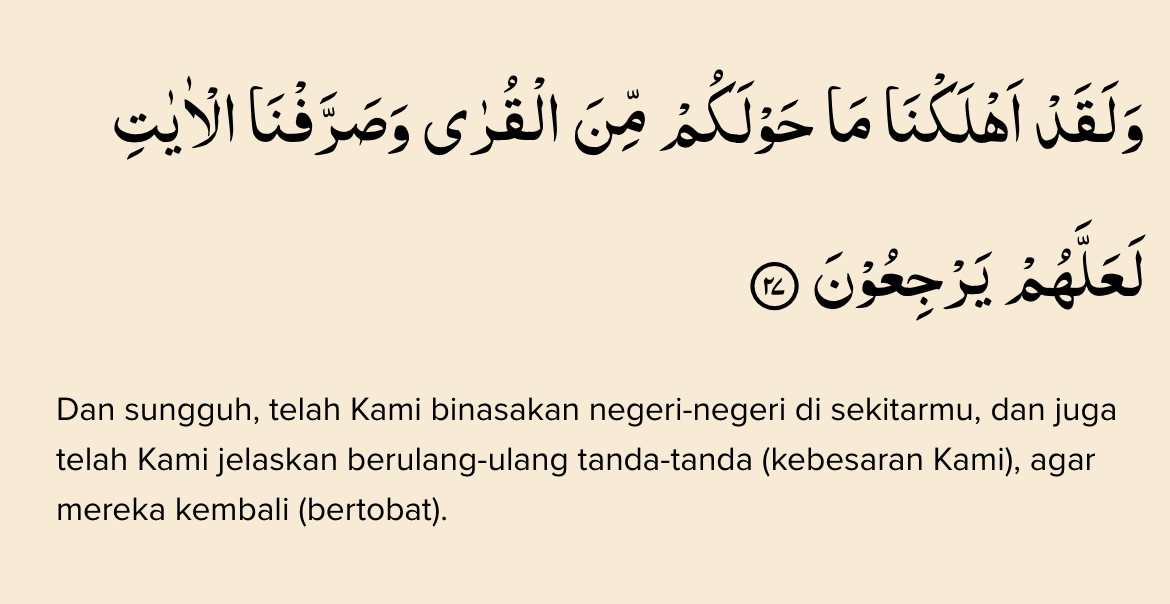 وَلَقَدْ اَهْلَكْنَا مَا حَوْلَكُمْ مِّنَ الْقُرٰى وَصَرَّفْنَا الْاٰيٰتِ
لَعَلَّهُمْ يَرْجِعُوْنَ ٢٧
Dan sungguh, telah Kami binasakan negeri-negeri di sekitarmu, dan juga
telah Kami jelaskan berulang-ulang tanda-tanda (kebesaran Kami), agar
mereka kembali (bertobat).